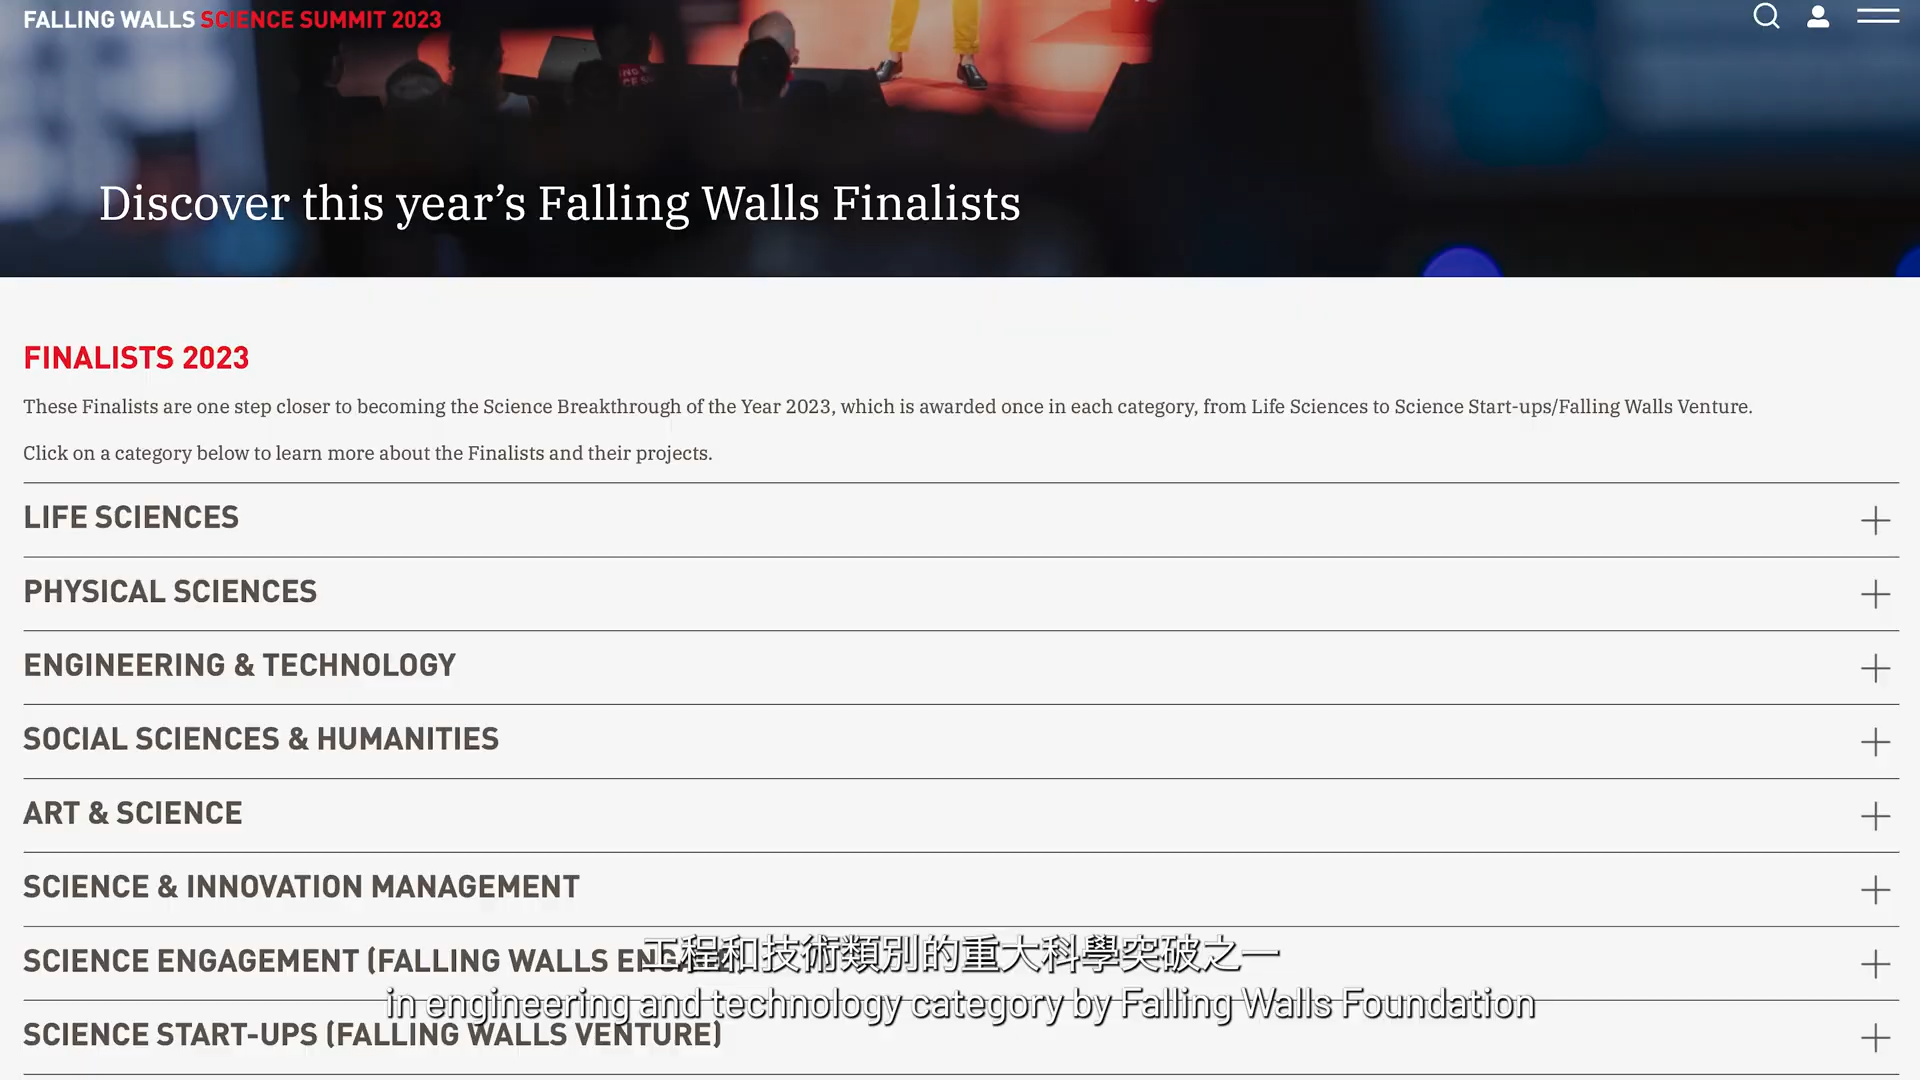 FALLING WALLS SCIENCE SUMMIT 2023
Discover this year’s Falling Walls Finalists
FINALISTS 2023
These Finalists are one step closer to becoming the Science Breakthrough of the Year 2023, which is awarded once in each category, from Life Sciences to Science Start-ups/Falling Walls Venture.
Click on a category below to learn more about the Finalists and their projects.
LIFE SCIENCES
PHYSICAL SCIENCES
ENGINEERING & TECHNOLOGY
SOCIAL SCIENCES & HUMANITIES
ART & SCIENCE
SCIENCE & INNOVATION MANAGEMENT
SCIENCE ENGAGEMENT (FALLING WALLS
工程和技術類別的重大科學突破之一
in engineering and technology category by Falling Walls Foundation
SCIENCE START-UPS (FALLING WALLS VENTURE)